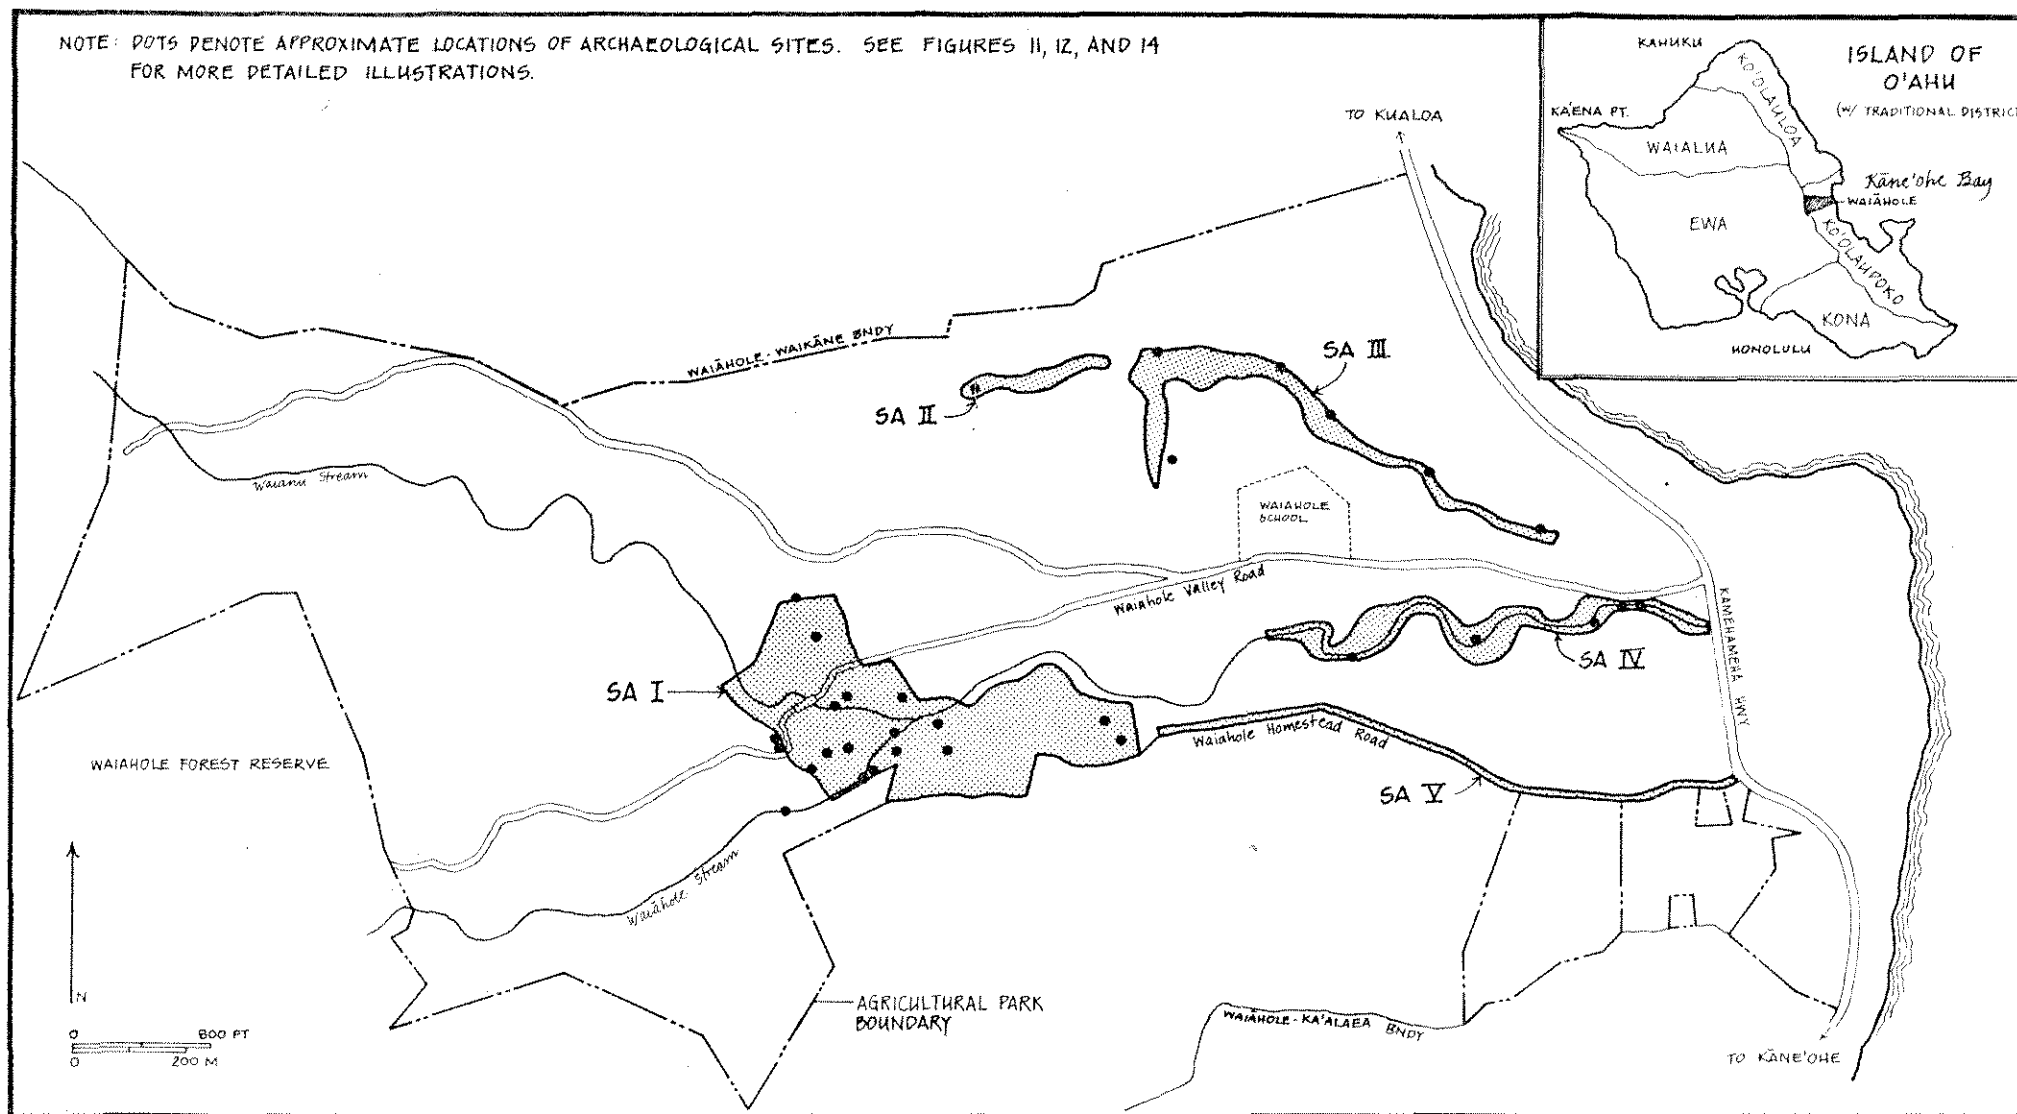 NOTE: DOTS DENOTE APPROXIMATE LOCATIONS OF ARCHAEOLOGICAL SITES. SEE FIGURES 11, 12, AND 14
FOR MORE DETAILED ILLUSTRATIONS.
ISLAND OF
O'AHU
(W/ TRADITIONAL DISTRICT
KAHUKU
KO'OLAULOA
KA'ENA PT.
WAIALUA
Kāne'ohe Bay
WAIĀHOLE
EWA
KO'OLAUPOKO
KONA
HONOLULU
TO KUALOA
WAIĀHOLE-WAIKĀNE BNDY
SA III
SA II
Waianu Stream
WAIAHOLE
SCHOOL
Waiahole Valley Road
KAMEHAMEHA HWY
SA IV
SA I
Waiahole Homestead Road
WAIAHOLE FOREST RESERVE
SA V
Waiāhole Stream
N
AGRICULTURAL PARK
BOUNDARY
WAIĀHOLE-KA'ALAEA BNDY
0 800 FT
0 200 M
TO KĀNE'OHE